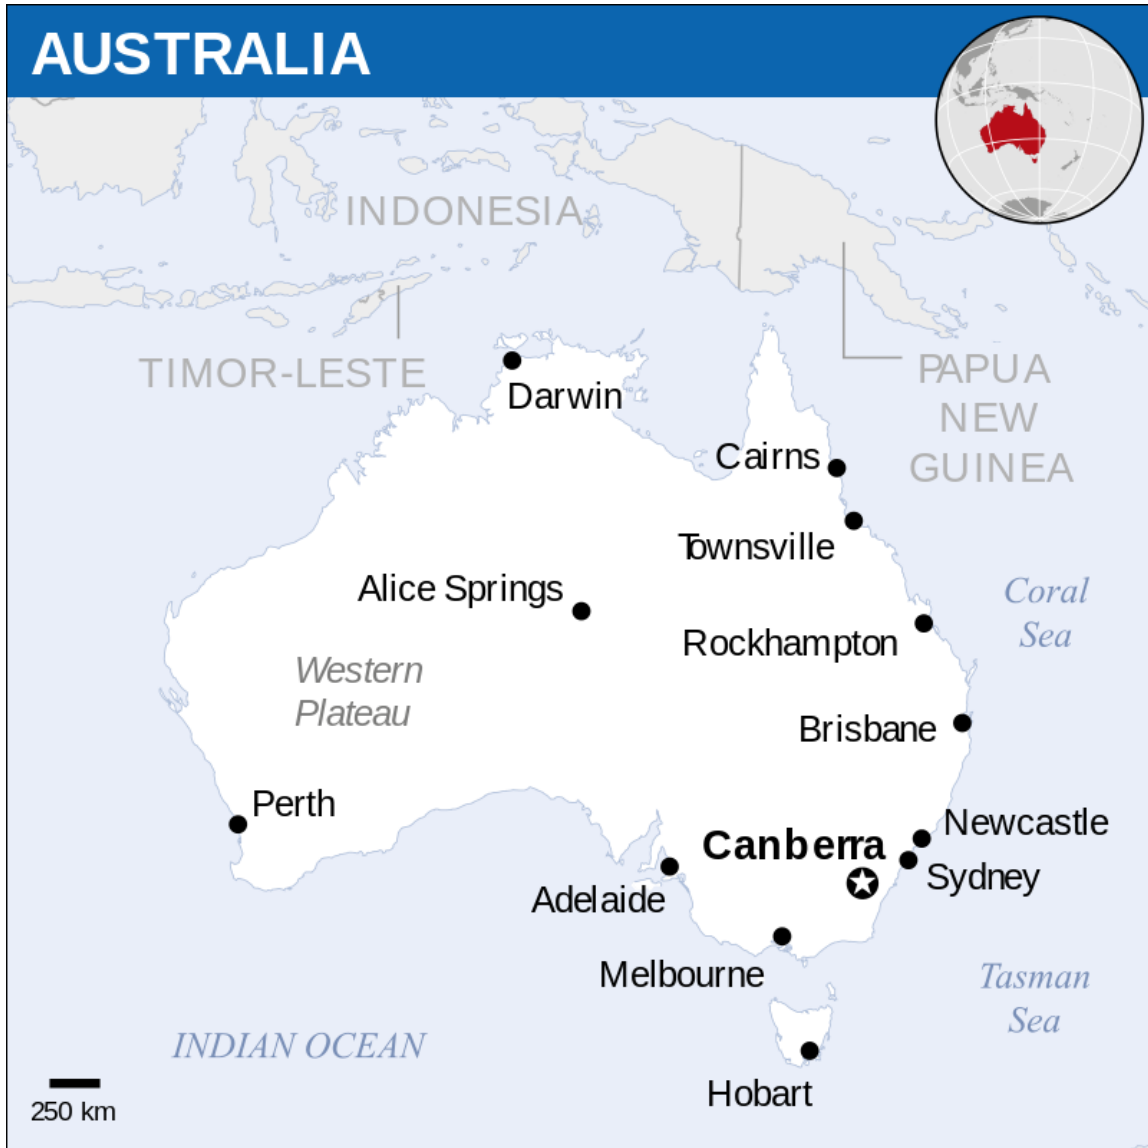 AUSTRALIA
INDONESIA
TIMOR-LESTE
PAPUA
NEW
GUINEA
Darwin
Cairns
Townsville
Alice Springs
Coral
Sea
Rockhampton
Western
Plateau
Brisbane
Perth
Newcastle
Canberra
Sydney
Adelaide
Melbourne
Tasman
Sea
INDIAN OCEAN
Hobart
250 km